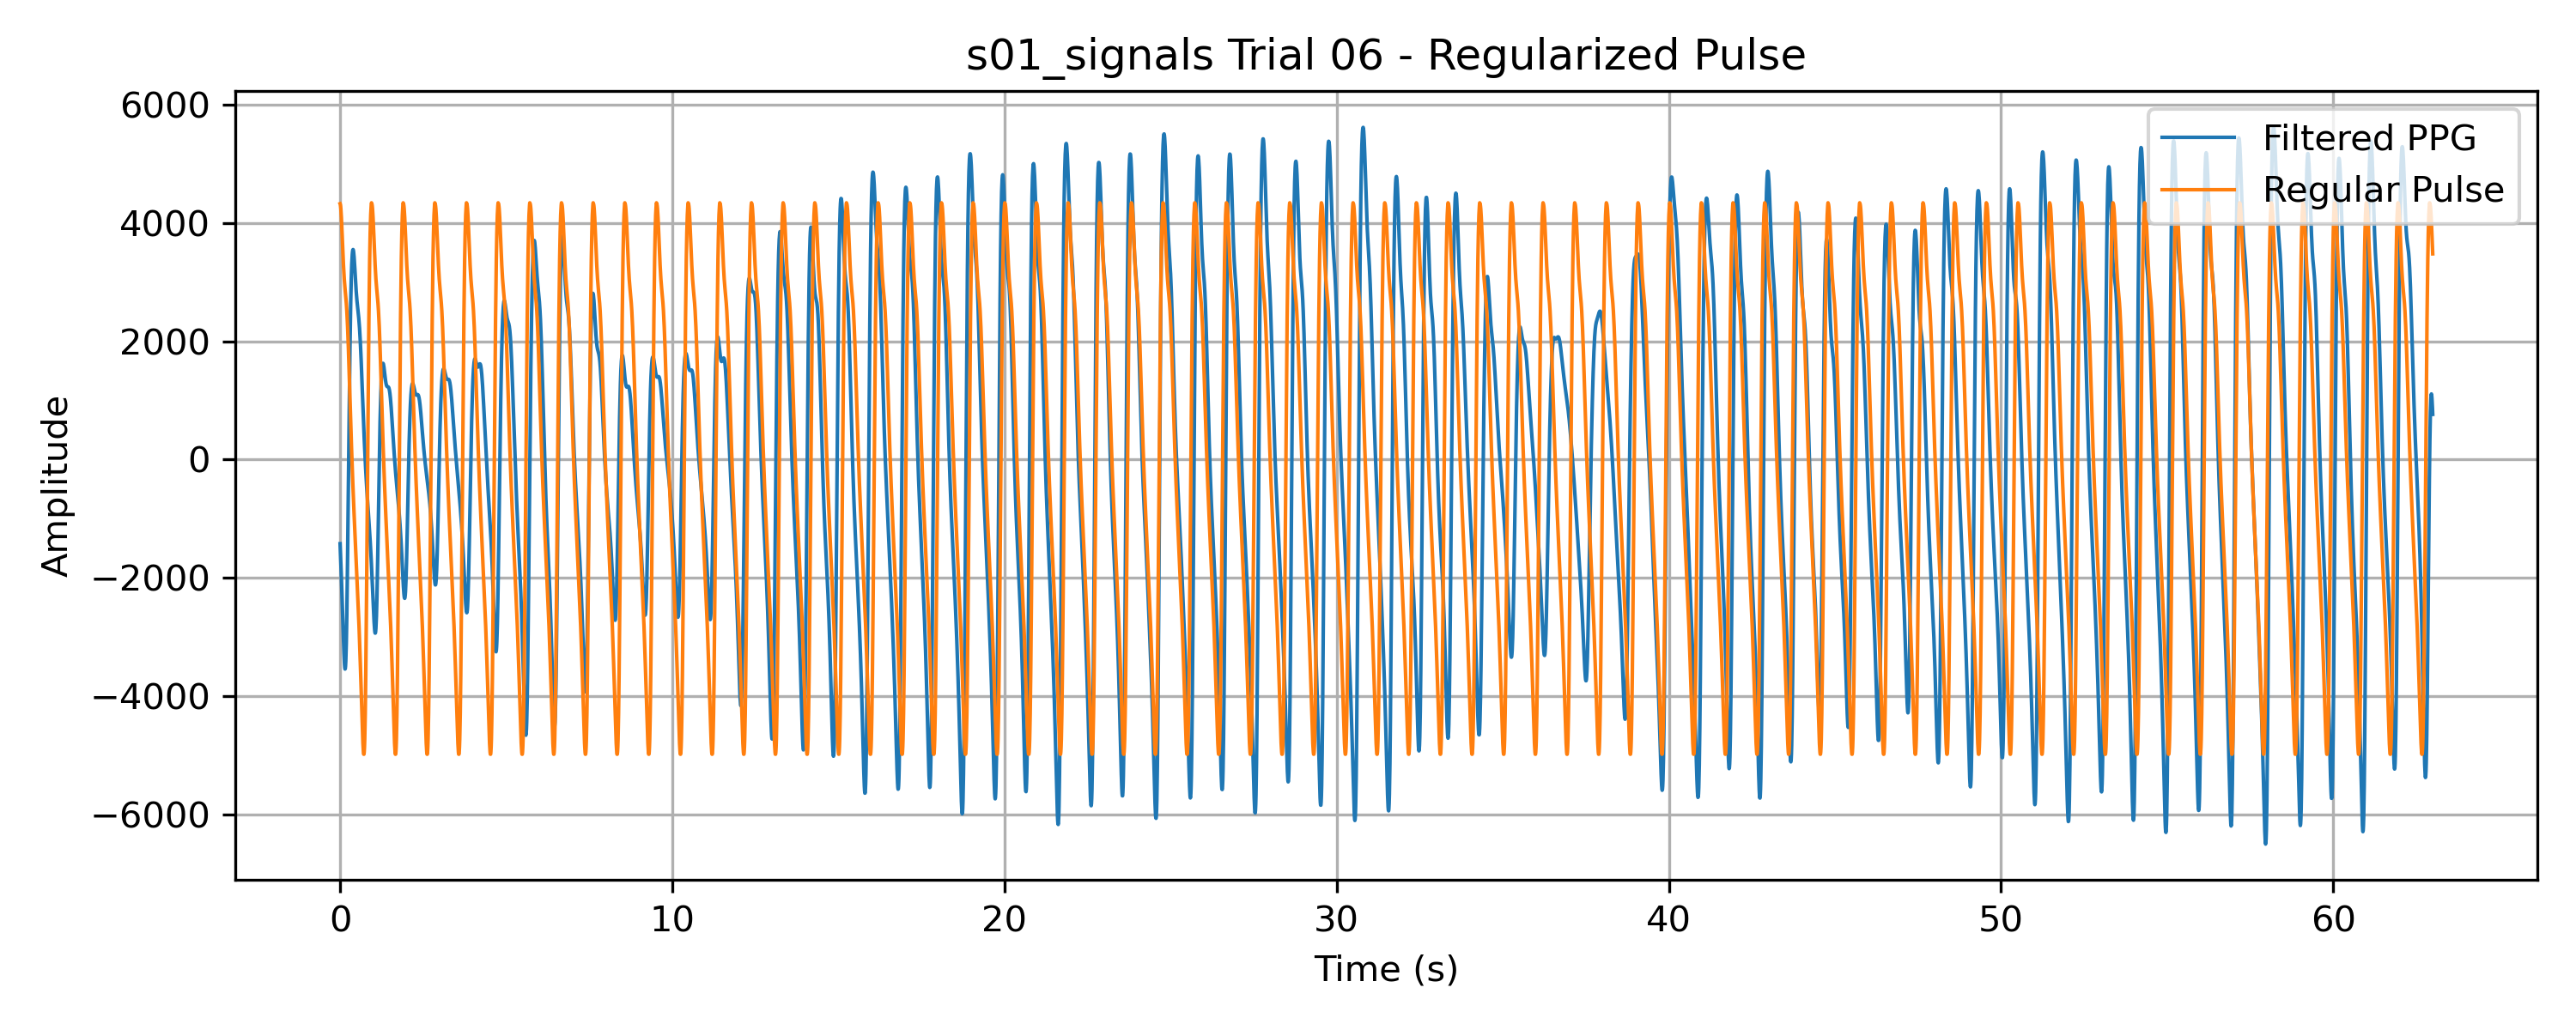 s01_signals Trial 06 - Regularized Pulse
6000
4000
2000
0
−2000
−4000
−6000
Amplitude
Filtered PPG
Regular Pulse
0 10 20 30 40 50 60
Time (s)